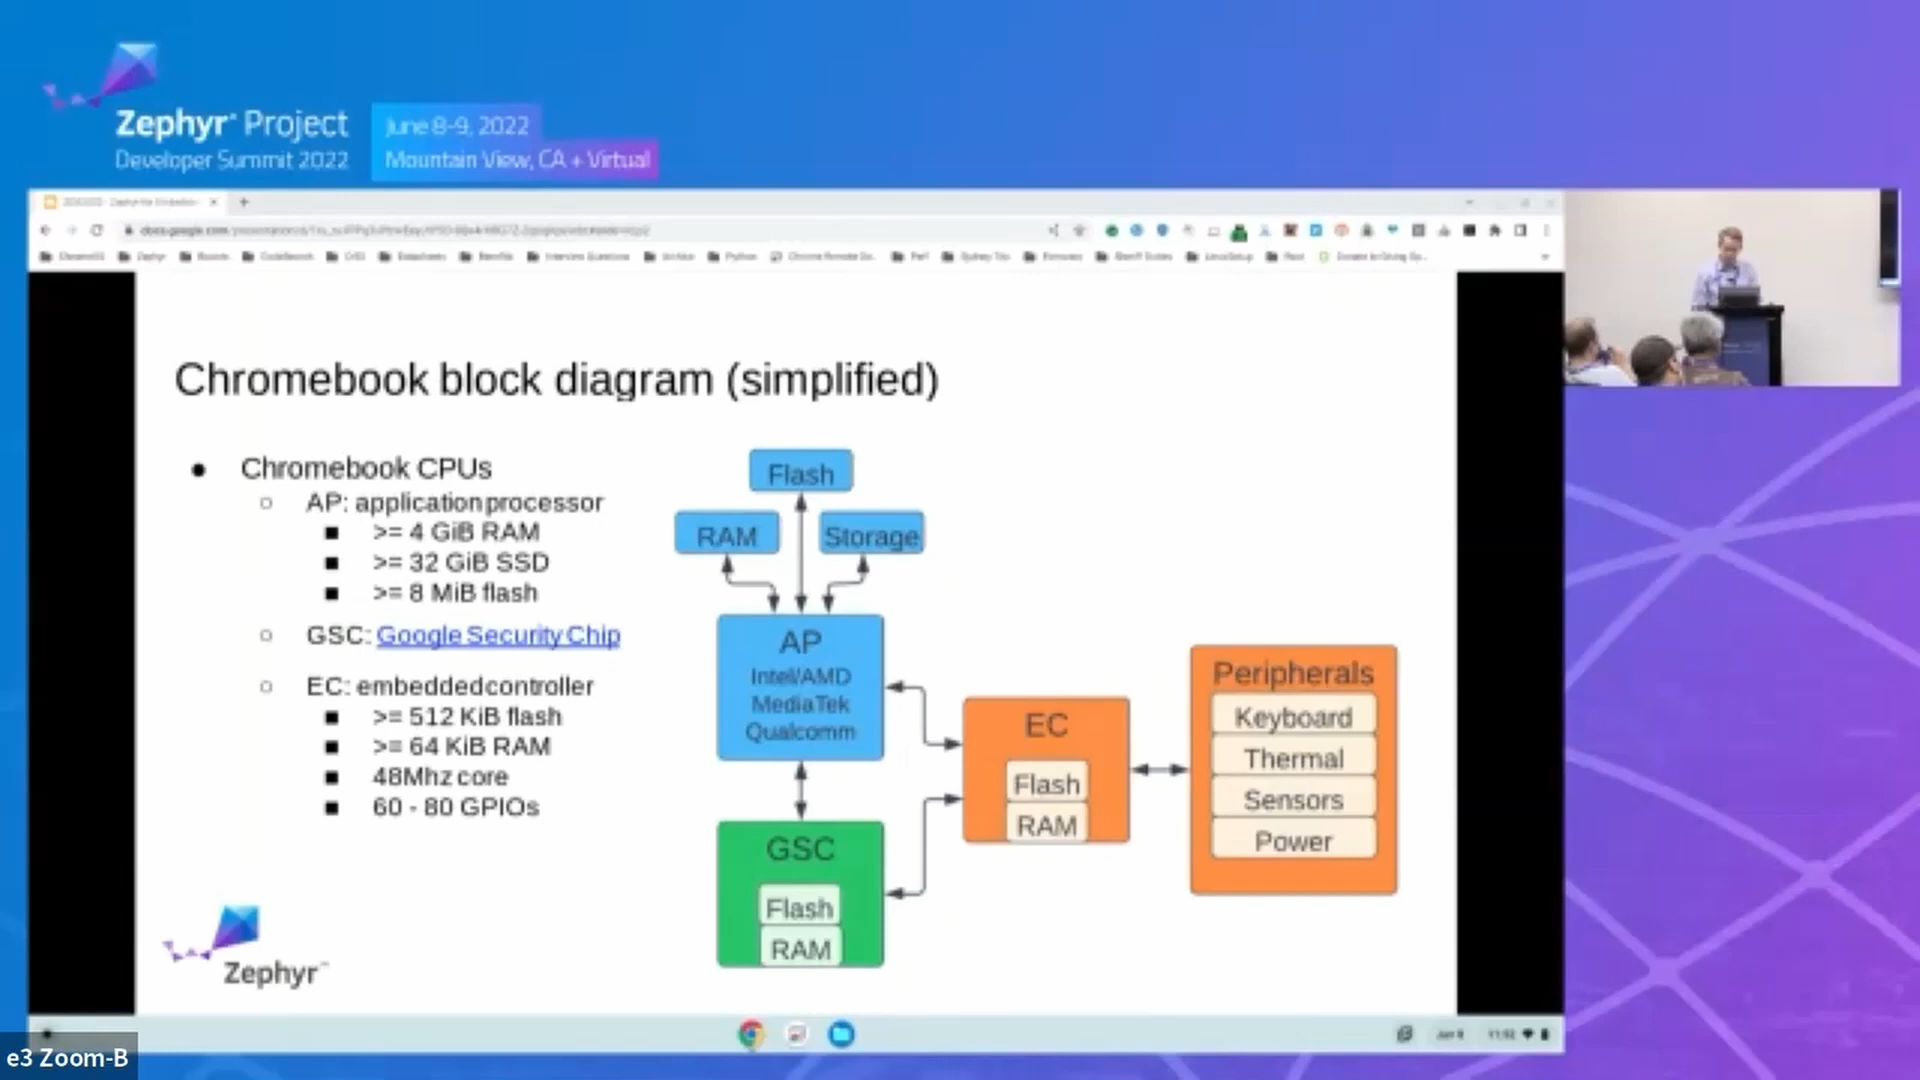 Zephyr® Project
Developer Summit 2022
June 8-9, 2022
Mountain View, CA + Virtual
Chromebook block diagram (simplified)
Chromebook CPUs
AP: application processor
>= 4 GiB RAM
>= 32 GiB SSD
>= 8 MiB flash
GSC: Google Security Chip
EC: embedded controller
>= 512 KiB flash
>= 64 KiB RAM
48Mhz core
60 - 80 GPIOs
Flash
RAM
Storage
AP
Intel/AMD
MediaTek
Qualcomm
GSC
Flash
RAM
EC
Flash
RAM
Peripherals
Keyboard
Thermal
Sensors
Power
Zephyr™
e3 Zoom-B